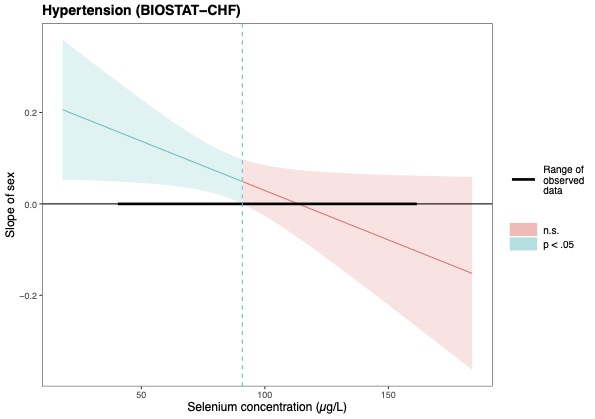 Hypertension (BIOSTAT−CHF)
Slope of sex
0.2
0.0
−0.2
50
100
150
Selenium concentration (µg/L)
Range of
observed
data
n.s.
p < .05